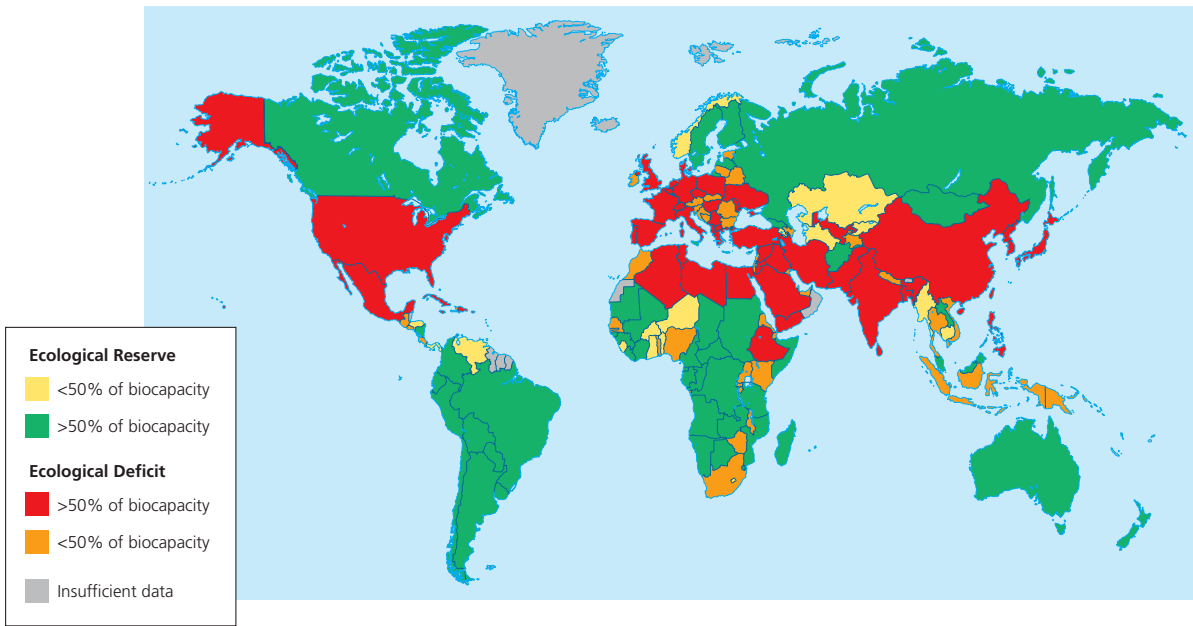 Ecological Reserve
<50% of biocapacity
>50% of biocapacity
Ecological Deficit
>50% of biocapacity
<50% of biocapacity
Insufficient data